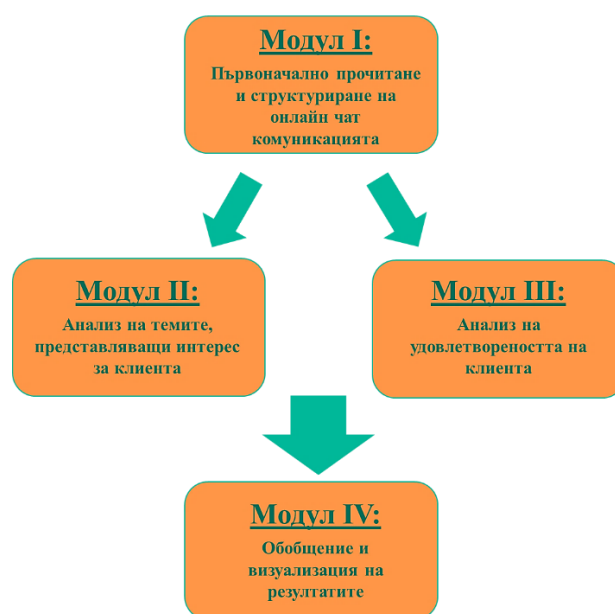 Модул I:
Първоначално прочитане
и структуриране на
онлайн чат
комуникацията
Модул II:
Анализ на темите,
представляващи интерес
за клиента
Модул III:
Анализ на
удовлетвореността на
клиента
Модул IV:
Обобщение и
визуализация на
резултатите